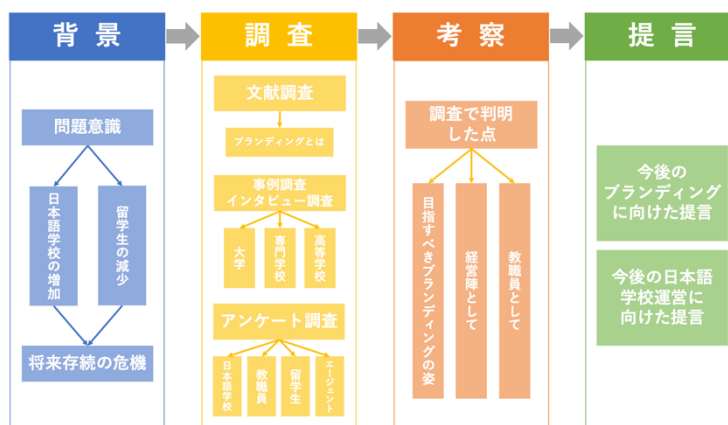 背景
調査
考察
提言
問題意識
日本語学校の増加
留学生の減少
将来存続の危機
文献調査
ブランディングとは
事例調査
インタビュー調査
大学
専門学校
高等学校
アンケート調査
日本語学校
教職員
留学生
エージェント
調査で判明
した点
目指すべきブランディングの姿
経営陣として
教職員として
今後の
ブランディング
に向けた提言
今後の日本語
学校運営に
向けた提言